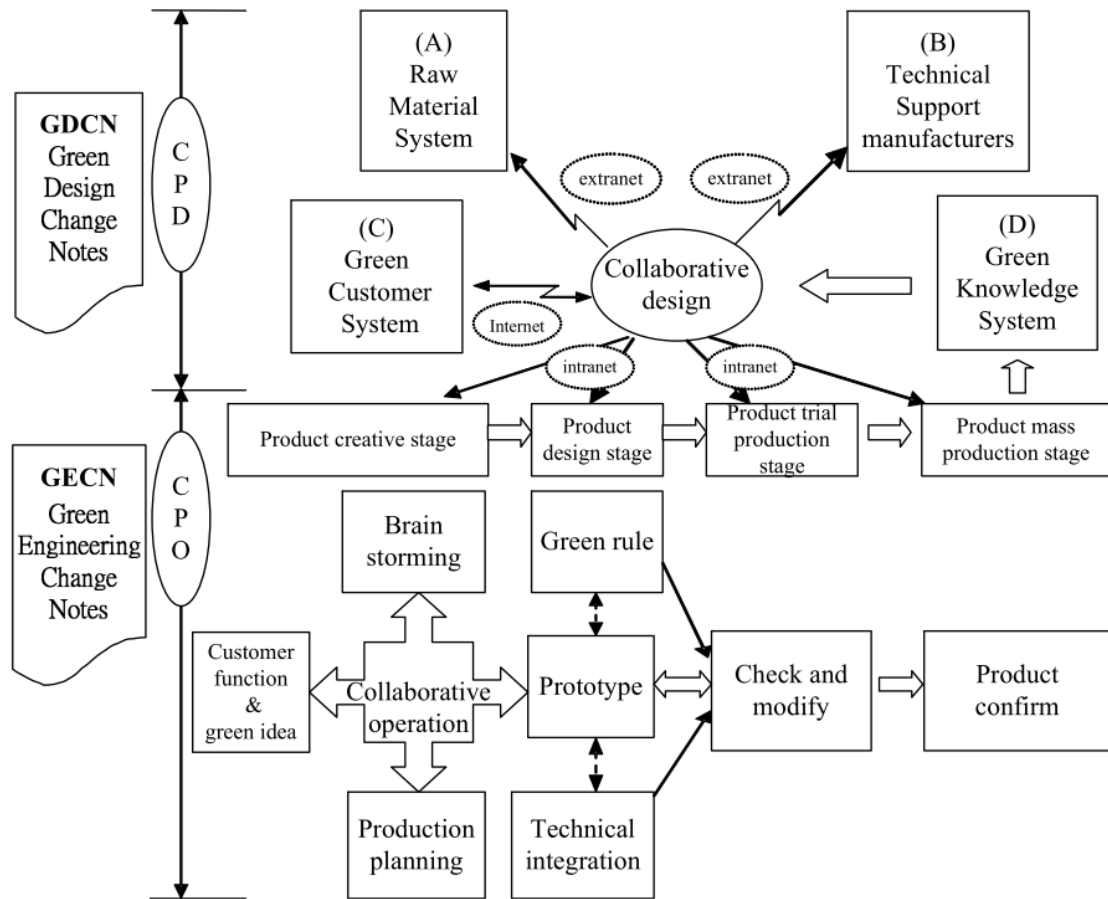 (A)
Raw
Material
System
(B)
Technical
Support
manufacturers
GDCN
Green
Design
Change
Notes
C
P
D
extranet
extranet
(C)
Green
Customer
System
Collaborative
design
(D)
Green
Knowledge
System
Internet
intranet
intranet
Product creative stage
Product
design stage
Product trial
production
stage
Product mass
production stage
GECN
Green
Engineering
Change
Notes
C
P
O
Brain
storming
Green rule
Customer
function
&
green idea
Collaborative
operation
Prototype
Check and
modify
Product
confirm
Production
planning
Technical
integration